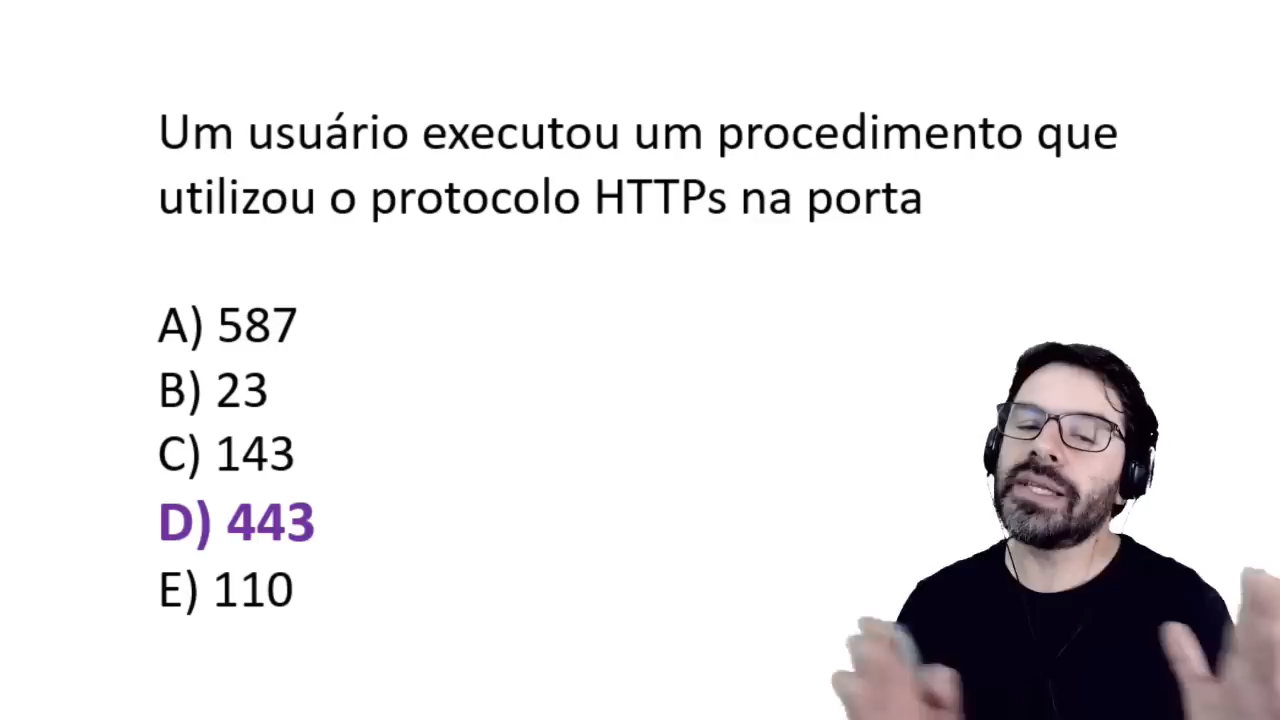 Um usuário executou um procedimento que
utilizou o protocolo HTTPs na porta
A) 587
B) 23
C) 143
D) 443
E) 110